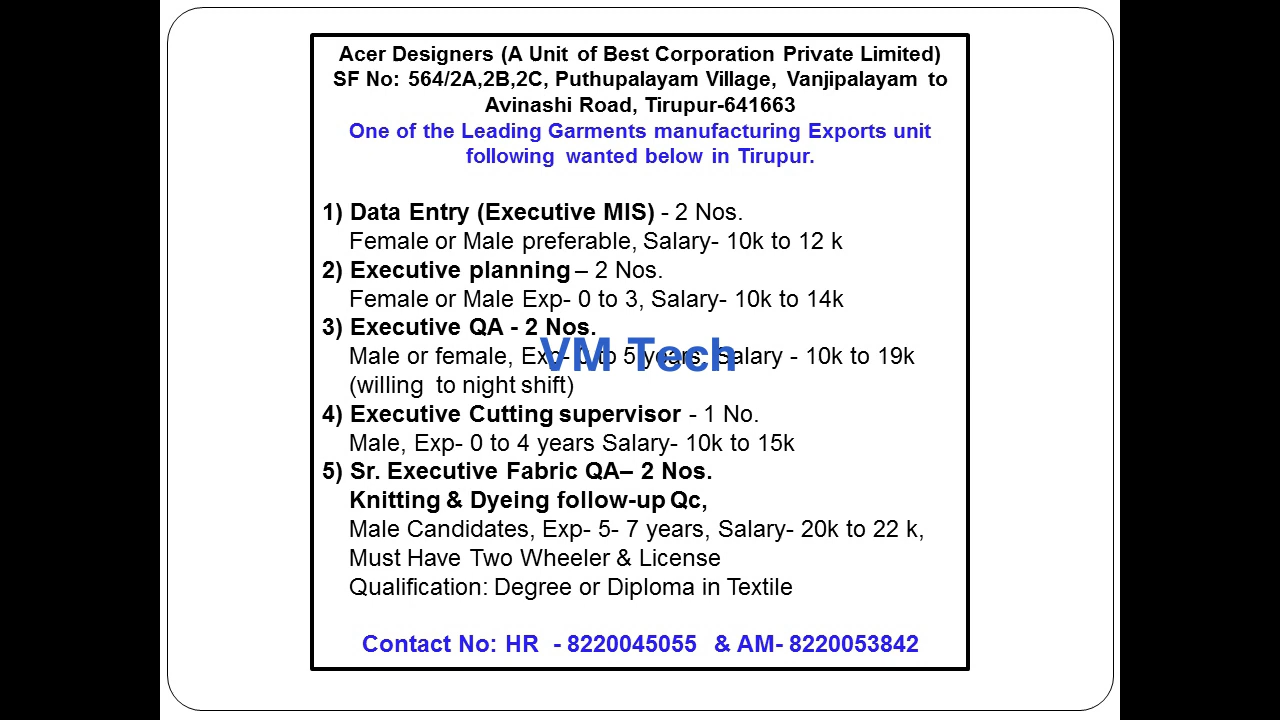 Acer Designers (A Unit of Best Corporation Private Limited)
SF No: 564/2A,2B,2C, Puthupalayam Village, Vanjipalayam to
Avinashi Road, Tirupur-641663
One of the Leading Garments manufacturing Exports unit
following wanted below in Tirupur.
1) Data Entry (Executive MIS) - 2 Nos.
Female or Male preferable, Salary- 10k to 12 k
2) Executive planning – 2 Nos.
Female or Male Exp- 0 to 3, Salary- 10k to 14k
3) Executive QA - 2 Nos.
Male or female, Exp- to 5 years, Salary - 10k to 19k
VM Tech
(willing to night shift)
4) Executive Cutting supervisor - 1 No.
Male, Exp- 0 to 4 years Salary- 10k to 15k
5) Sr. Executive Fabric QA– 2 Nos.
Knitting & Dyeing follow-up Qc,
Male Candidates, Exp- 5- 7 years, Salary- 20k to 22 k,
Must Have Two Wheeler & License
Qualification: Degree or Diploma in Textile
Contact No: HR - 8220045055 & AM- 8220053842